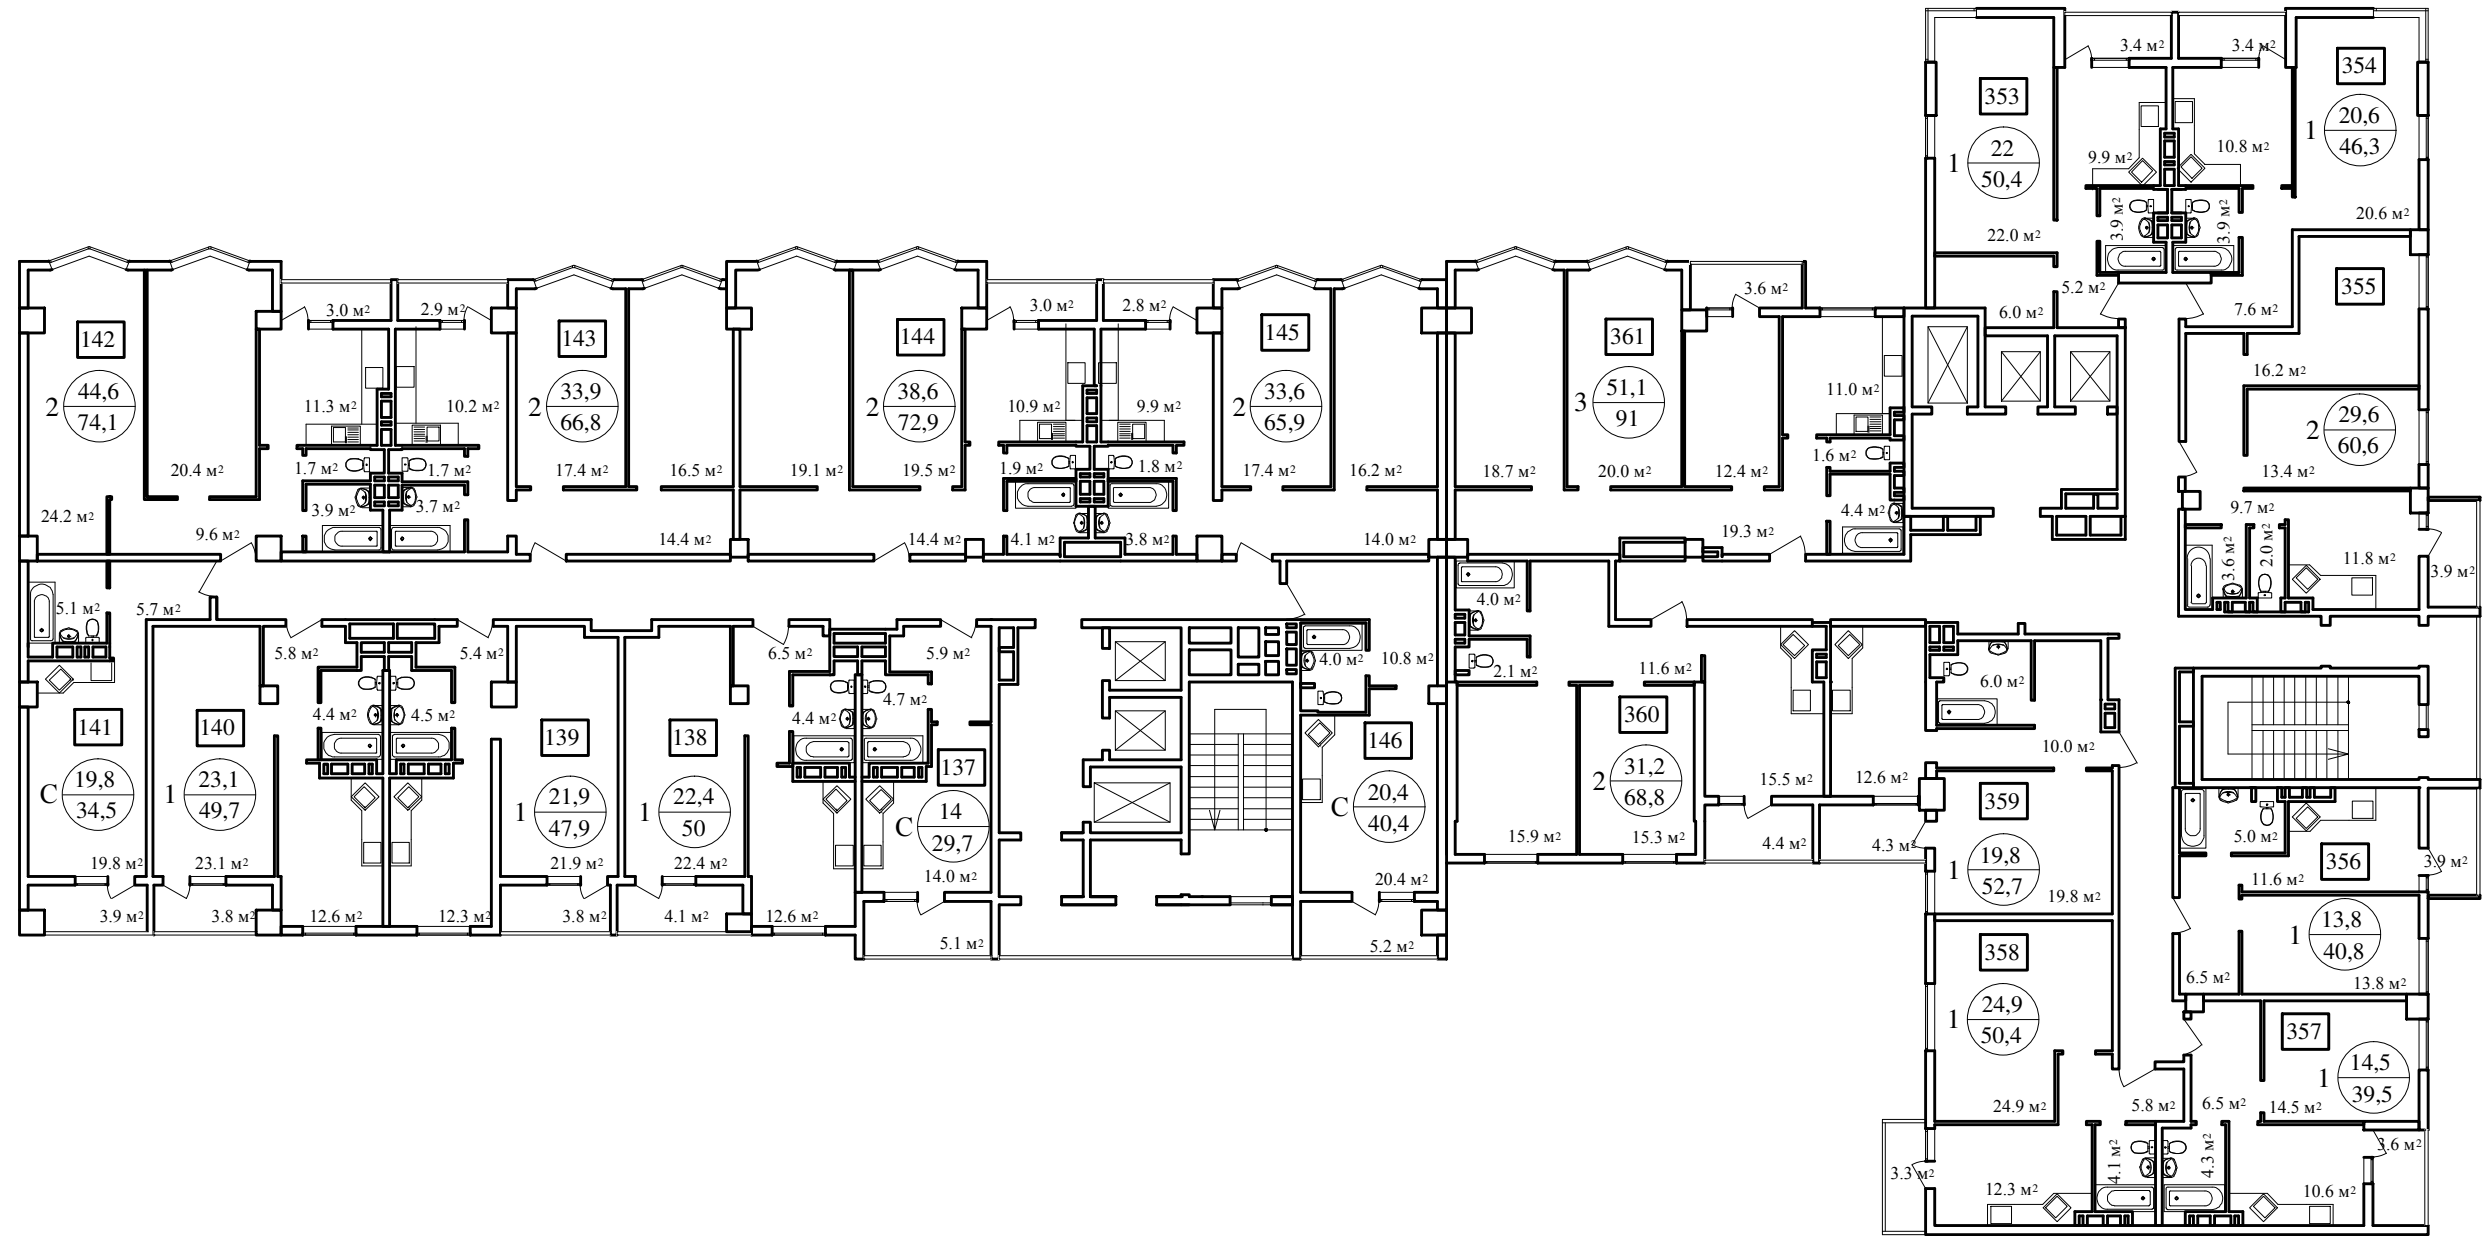 3.4 м²
3.4 м²
354
353
1
20,6
46,3
1
22
50,4
9.9 м²
10.8 м²
3.9 м²
3.9 м²
20.6 м²
22.0 м²
5.2 м²
6.0 м²
7.6 м²
355
16.2 м²
2
29,6
60,6
13.4 м²
9.7 м²
3.6 м²
2.0 м²
11.8 м²
3.9 м²
142
2
44,6
74,1
20.4 м²
24.2 м²
9.6 м²
3.0 м²
2.9 м²
11.3 м²
10.2 м²
1.7 м²
1.7 м²
3.9 м²
3.7 м²
143
2
33,9
66,8
17.4 м²
16.5 м²
14.4 м²
144
2
38,6
72,9
19.1 м²
19.5 м²
14.4 м²
3.0 м²
2.8 м²
10.9 м²
9.9 м²
1.9 м²
1.8 м²
4.1 м²
3.8 м²
145
2
33,6
65,9
17.4 м²
16.2 м²
14.0 м²
361
3
51,1
91
18.7 м²
20.0 м²
12.4 м²
3.6 м²
11.0 м²
1.6 м²
4.4 м²
19.3 м²
5.1 м²
5.7 м²
141
С
19,8
34,5
19.8 м²
3.9 м²
140
1
23,1
49,7
23.1 м²
3.8 м²
5.8 м²
5.4 м²
4.4 м²
4.5 м²
12.6 м²
12.3 м²
139
1
21,9
47,9
21.9 м²
3.8 м²
138
1
22,4
50
22.4 м²
4.1 м²
6.5 м²
5.9 м²
4.4 м²
4.7 м²
12.6 м²
137
С
14
29,7
14.0 м²
5.1 м²
4.0 м²
10.8 м²
146
С
20,4
40,4
20.4 м²
5.2 м²
4.0 м²
2.1 м²
11.6 м²
360
2
31,2
68,8
15.9 м²
15.3 м²
15.5 м²
12.6 м²
4.4 м²
4.3 м²
6.0 м²
10.0 м²
359
1
19,8
52,7
19.8 м²
5.0 м²
356
3.9 м²
11.6 м²
1
13,8
40,8
6.5 м²
13.8 м²
358
1
24,9
50,4
24.9 м²
5.8 м²
357
1
14,5
39,5
6.5 м²
14.5 м²
3.6 м²
3.3 м²
12.3 м²
4.1 м²
4.3 м²
10.6 м²